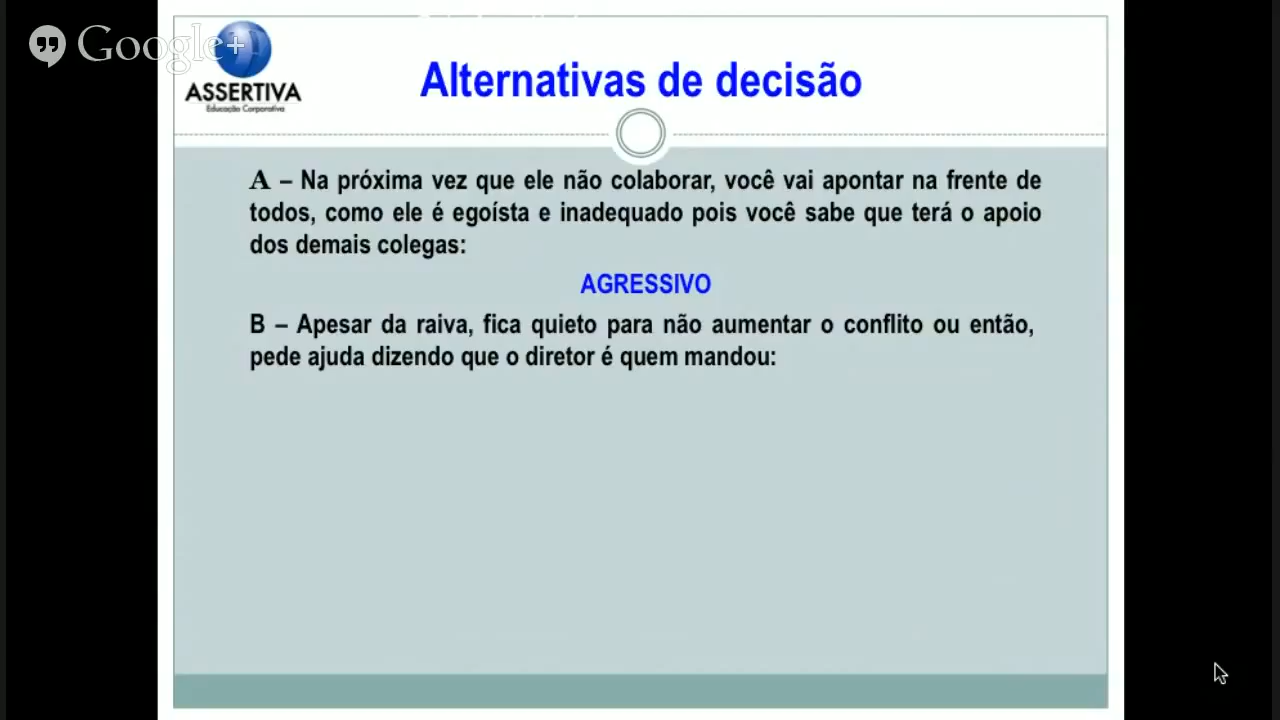 Google+
ASSERTIVA
Educação Corporativa
Alternativas de decisão
A – Na próxima vez que ele não colaborar, você vai apontar na frente de
todos, como ele é egoísta e inadequado pois você sabe que terá o apoio
dos demais colegas:
AGRESSIVO
B – Apesar da raiva, fica quieto para não aumentar o conflito ou então,
pede ajuda dizendo que o diretor é quem mandou: